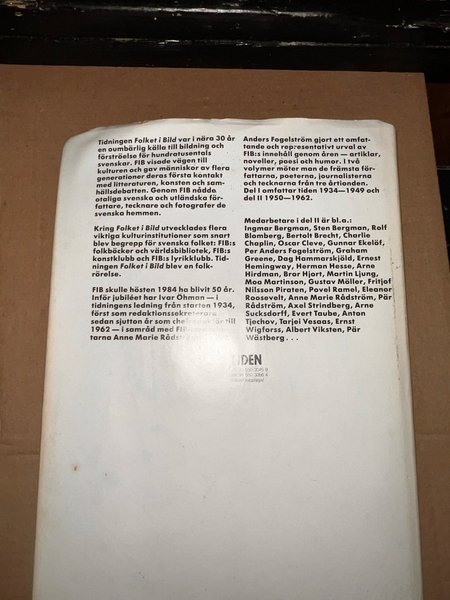 Tidningen Folket i Bild var i nära 30 år
en oumbärlig källa till bildning och
förströelse för hundratusentals
svenskar. FIB visade vägen till
kulturen och gav människor av flera
generationer deras första kontakt
med litteraturen, konsten och sam-
hällsdebatten. Genom FIB nådde
otaliga svenska och utländska för-
fattare, tecknare och fotografer de
svenska hemmen.
Kring Folket i Bild utvecklades flera
viktiga kulturinstitutioner som snart
blev begrepp för svenska folket: FIB:s
folkböcker och världsbibliotek, FIB:s
konstklubb och FIB:s lyrikklubb. Tid-
ningen Folket i Bild blev en folk-
rörelse.
FIB skulle hösten 1984 ha blivit 50 år.
Inför jubiléet har Ivar Öhman — i
tidningens ledning från starten 1934,
först som redaktionssekreterare
sedan sjutton år som till
1962 — i samråd med
tarna Anne Marie
Anders Fogelström gjort ett omfat-
tande och representativt urval av
FIB:s innehåll genom åren — artiklar,
noveller, poesi och humor. I två
volymer möter man de främsta för-
fattarna, poeterna, journalisterna
och tecknarna från tre årtionden.
Del I omfattar tiden 1934—1949 och
del II 1950—1962.
Medarbetare i del II är bl.a.:
Ingmar Bergman, Sten Bergman, Rolf
Blomberg, Bertolt Brecht, Charlie
Chaplin, Oscar Cleve, Gunnar Ekelöf,
Per Anders Fogelström, Graham
Greene, Dag Hammarskjöld, Ernest
Hemingway, Herman Hesse, Arne
Hirdman, Bror Hjort, Martin Ljung,
Moa Martinson, Gustav Möller, Fritjof
Nilsson Piraten, Povel Ramel, Eleanor
Roosevelt, Anne Marie Rådström, Pär
Rådström, Axel Strindberg, Arne
Sucksdorff, Evert Taube, Anton
Tjechov, Tarjei Vesaas, Ernst
Wigforss, Albert Viksten, Pär
Wästberg . . .
TIDEN